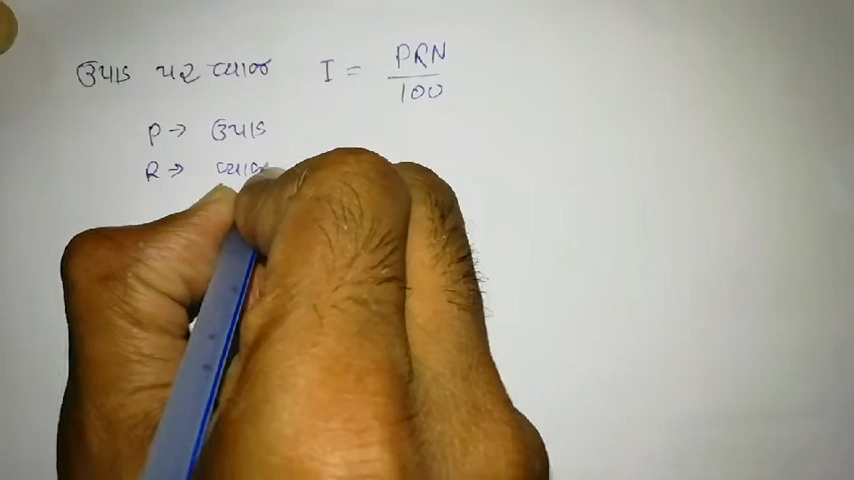 ઉપાડ પર વ્યાજ I = PRN / 100
P → ઉપાડ
R →